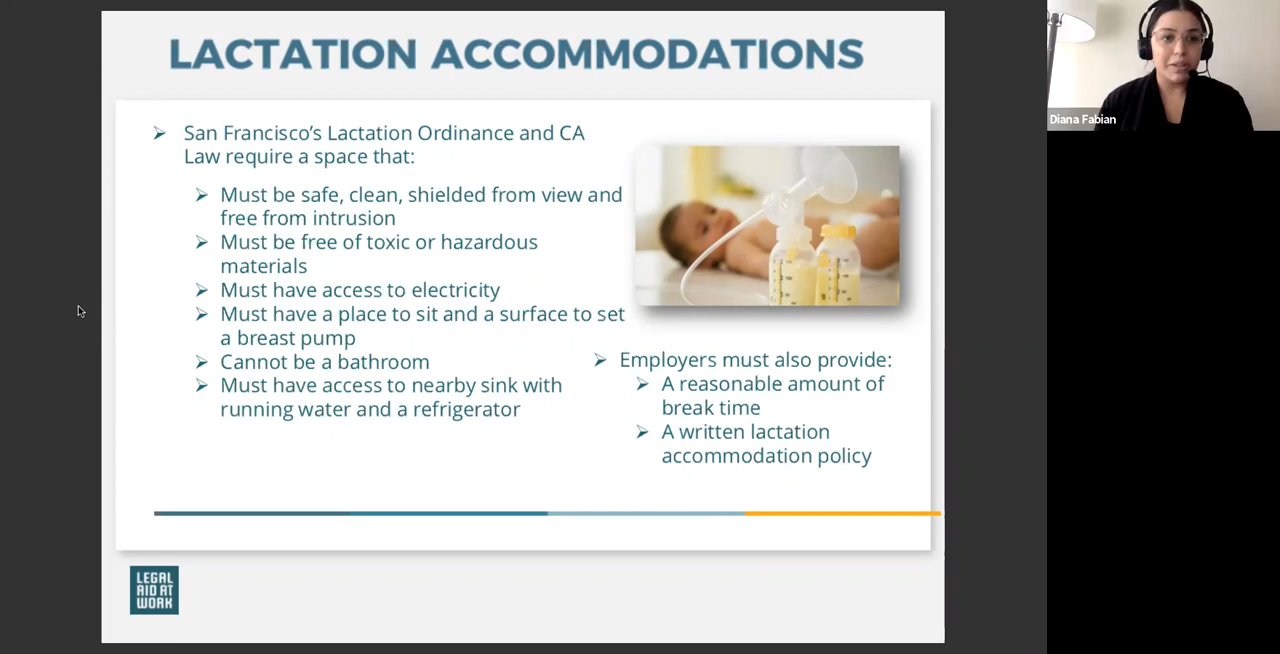 LACTATION ACCOMMODATIONS
San Francisco’s Lactation Ordinance and CA
Law require a space that:
Must be safe, clean, shielded from view and
free from intrusion
Must be free of toxic or hazardous
materials
Must have access to electricity
Must have a place to sit and a surface to set
a breast pump
Cannot be a bathroom
Must have access to nearby sink with
running water and a refrigerator
Employers must also provide:
A reasonable amount of
break time
A written lactation
accommodation policy
LEGAL
AID AT
WORK
Diana Fabian